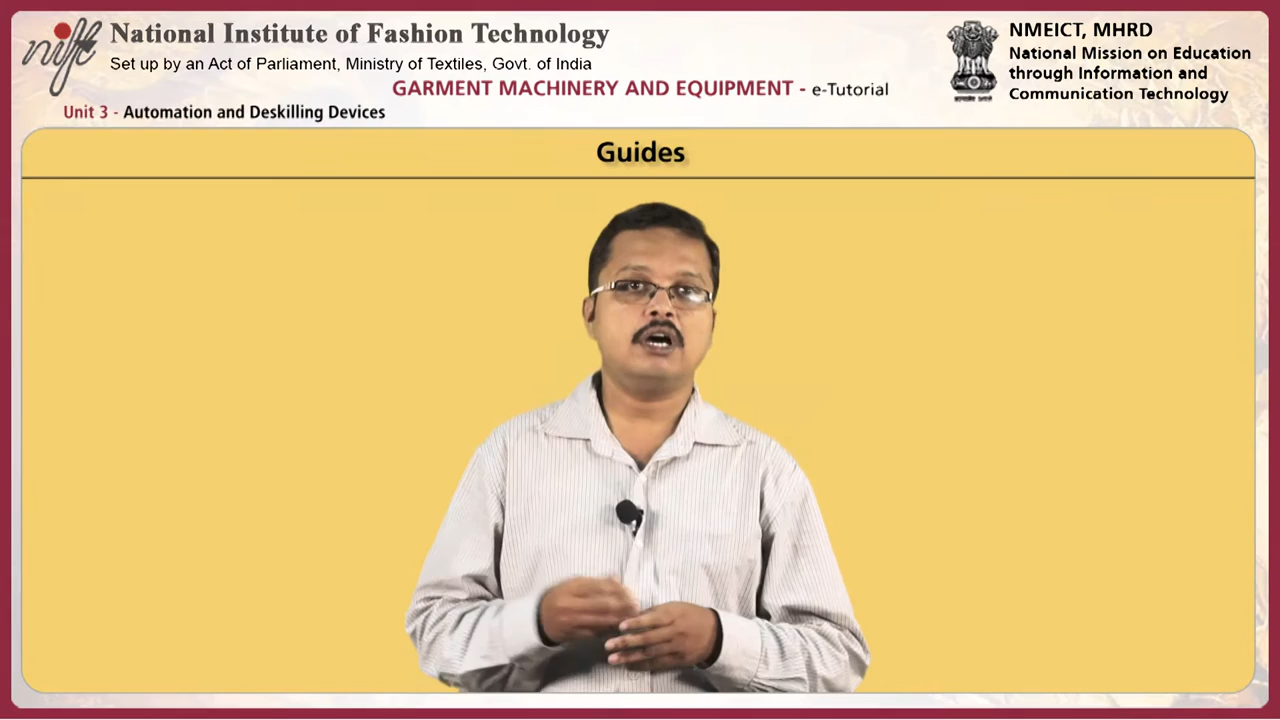 nift
National Institute of Fashion Technology
Set up by an Act of Parliament, Ministry of Textiles, Govt. of India
GARMENT MACHINERY AND EQUIPMENT - e-Tutorial
Unit 3 - Automation and Deskilling Devices
NMEICT, MHRD
National Mission on Education
through Information and
Communication Technology
Guides